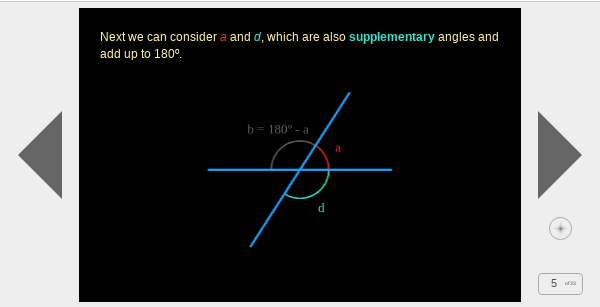 Next we can consider a and d, which are also supplementary angles and
add up to 180º.
b = 180º - a
a
d
5 of 33